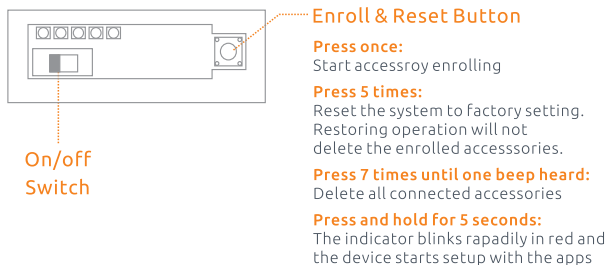 Enroll & Reset Button
Press once:
Start accessroy enrolling
Press 5 times:
Reset the system to factory setting.
Restoring operation will not
delete the enrolled accesssories.
Press 7 times until one beep heard:
Delete all connected accessories
Press and hold for 5 seconds:
The indicator blinks rapadily in red and
the device starts setup with the apps
On/off
Switch